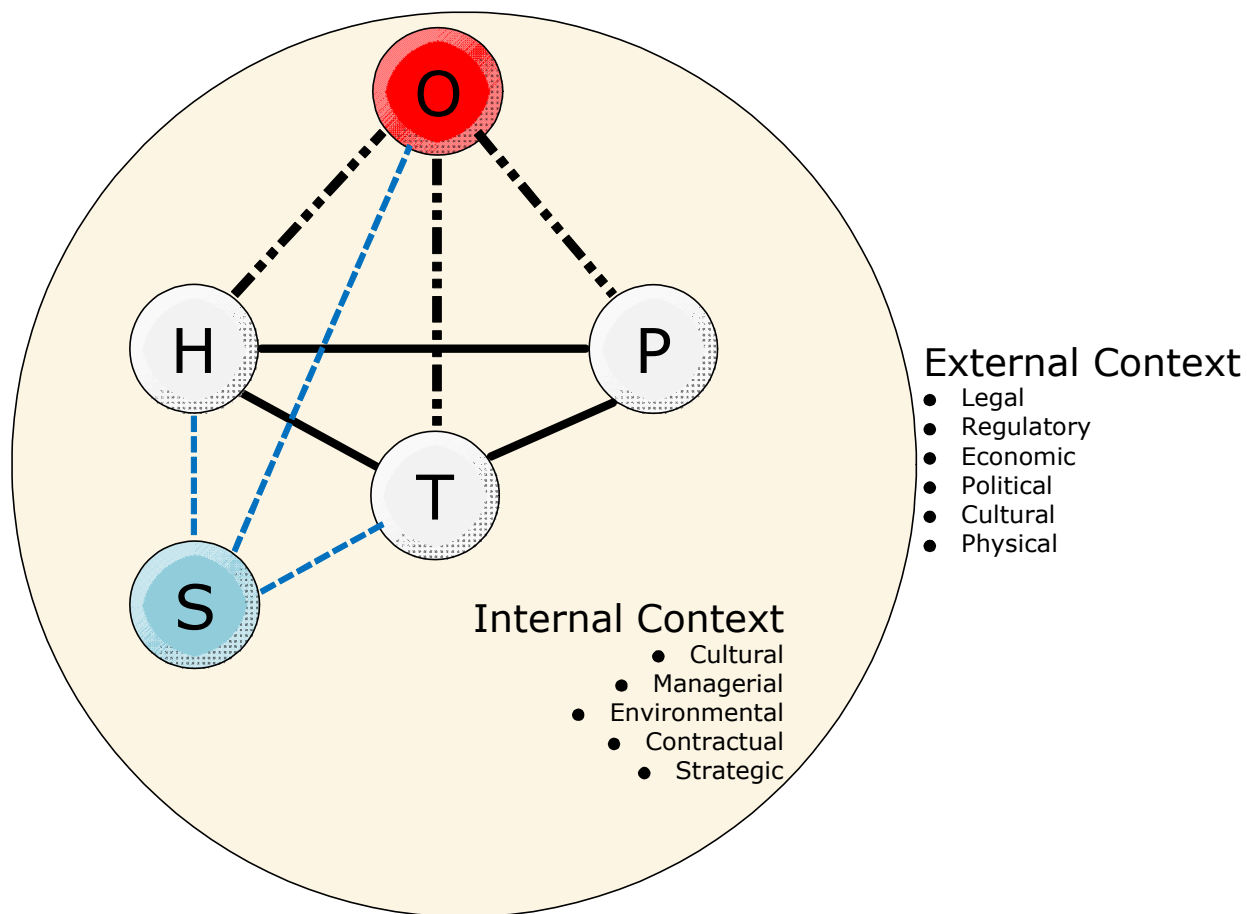 O
H
P
T
S
External Context
● Legal
● Regulatory
● Economic
● Political
● Cultural
● Physical
Internal Context
● Cultural
● Managerial
● Environmental
● Contractual
● Strategic